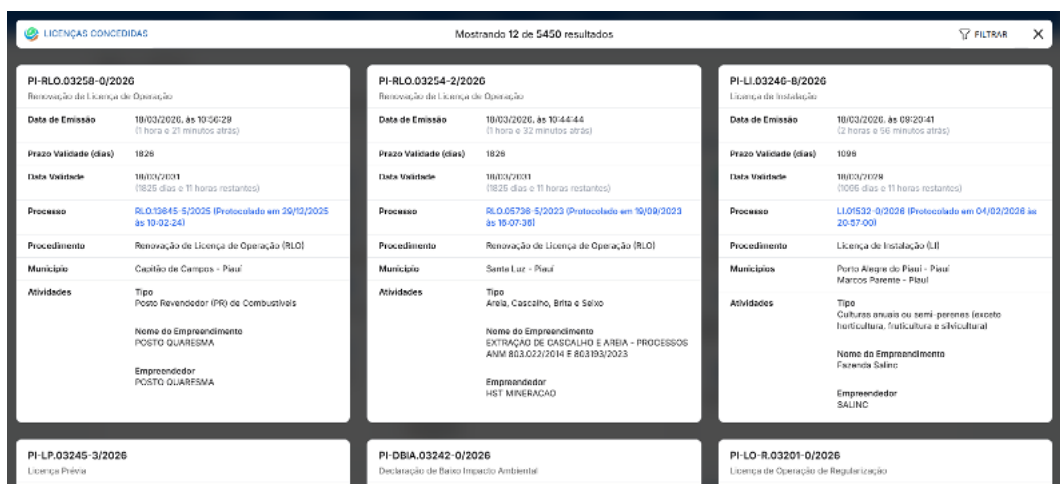 LICENÇAS CONCEDIDAS
Mostrando 12 de 5450 resultados
FILTRAR
PI-RLO.03258-0/2026
Renovação de Licença de Operação
Data de Emissão
18/03/2026, às 10:56:29
(1 hora e 21 minutos atrás)
Prazo Validade (dias)
1826
Data Validade
18/03/2031
(1825 dias e 11 horas restantes)
Processo
RLO.13645-5/2025 (Protocolado em 29/12/2025
às 10:02:24)
Procedimento
Renovação de Licença de Operação (RLO)
Município
Capitão de Campos - Piauí
Atividades
Tipo
Posto Revendedor (PR) de Combustíveis
Nome do Empreendimento
POSTO QUARESMA
Empreendedor
POSTO QUARESMA
PI-RLO.03254-2/2026
Renovação de Licença de Operação
Data de Emissão
18/03/2026, às 10:44:44
(1 hora e 32 minutos atrás)
Prazo Validade (dias)
1826
Data Validade
18/03/2031
(1825 dias e 11 horas restantes)
Processo
RLO.05736-5/2023 (Protocolado em 19/09/2023
às 16:07:36)
Procedimento
Renovação de Licença de Operação (RLO)
Município
Santa Luz - Piauí
Atividades
Tipo
Areia, Cascalho, Brita e Seixo
Nome do Empreendimento
EXTRAÇÃO DE CASCALHO E AREIA - PROCESSOS
ANM 803.022/2014 E 803193/2023
Empreendedor
HST MINERACAO
PI-LI.03246-8/2026
Licença de Instalação
Data de Emissão
18/03/2026, às 09:20:41
(2 horas e 56 minutos atrás)
Prazo Validade (dias)
1096
Data Validade
18/03/2029
(1095 dias e 11 horas restantes)
Processo
LI.01532-0/2026 (Protocolado em 04/02/2026 às
20:57:00)
Procedimento
Licença de Instalação (LI)
Municípios
Porto Alegre do Piauí - Piauí
Marcos Parente - Piauí
Atividades
Tipo
Culturas anuais ou semi-perenes (exceto
horticultura, fruticultura e silvicultura)
Nome do Empreendimento
Fazenda Salinc
Empreendedor
SALINC
PI-LP.03245-3/2026
Licença Prévia
PI-DBIA.03242-0/2026
Declaração de Baixo Impacto Ambiental
PI-LO-R.03201-0/2026
Licença de Operação de Regularização